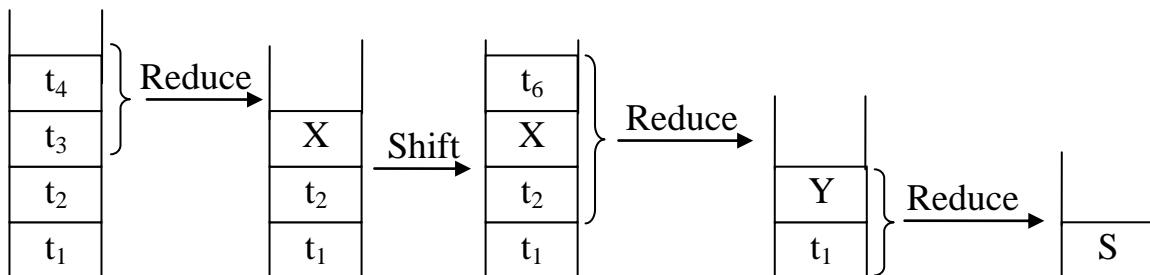 t₄
t₃
t₂
t₁
Reduce
X
t₂
t₁
Shift
t₆
X
t₂
t₁
Reduce
Y
t₁
Reduce
S